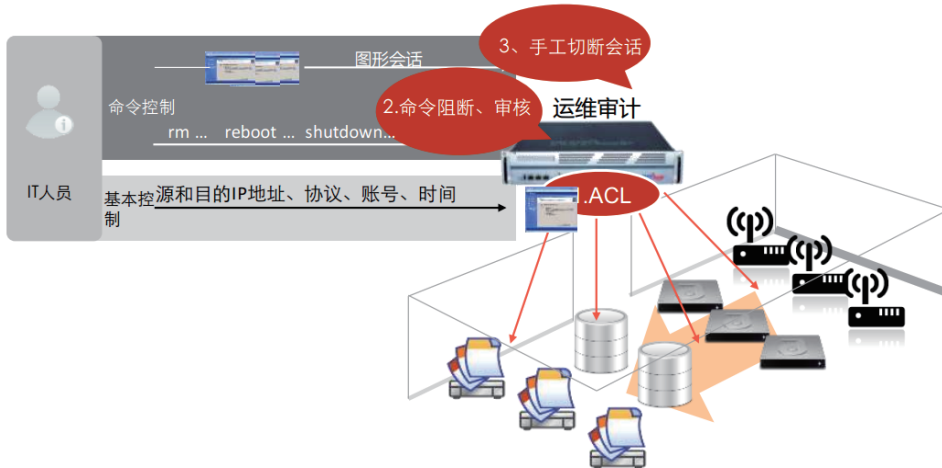 3、手工切断会话
图形会话
2.命令阻断、审核
运维审计
命令控制
rm ... reboot ... shutdown...
IT人员
基本控
制
源和目的IP地址、协议、账号、时间
.ACL